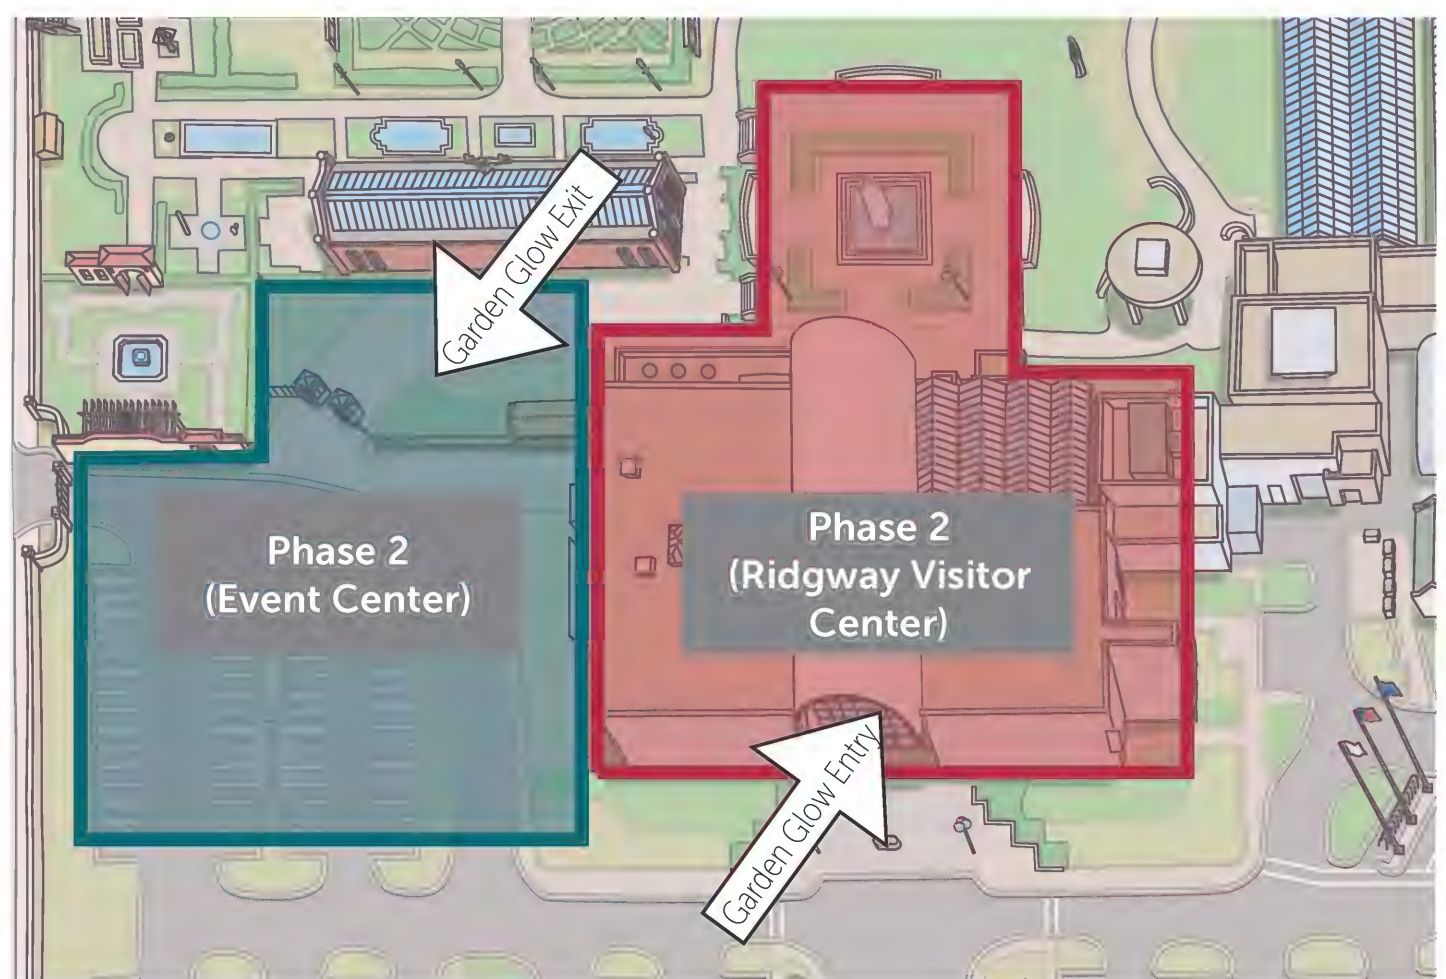 Garden Glow Exit
Phase 2
(Event Center)
Phase 2
(Ridgway Visitor
Center)
Garden Glow Entry